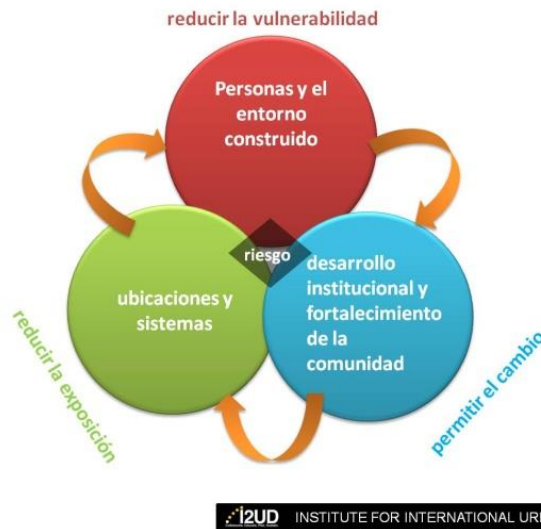 reducir la vulnerabilidad
Personas y el
entorno
construido
riesgo
ubicaciones y
sistemas
desarrollo
institucional y
fortalecimiento
de la
comunidad
reducir la exposición
permitir el cambio
i2UD
INSTITUTE FOR INTERNATIONAL